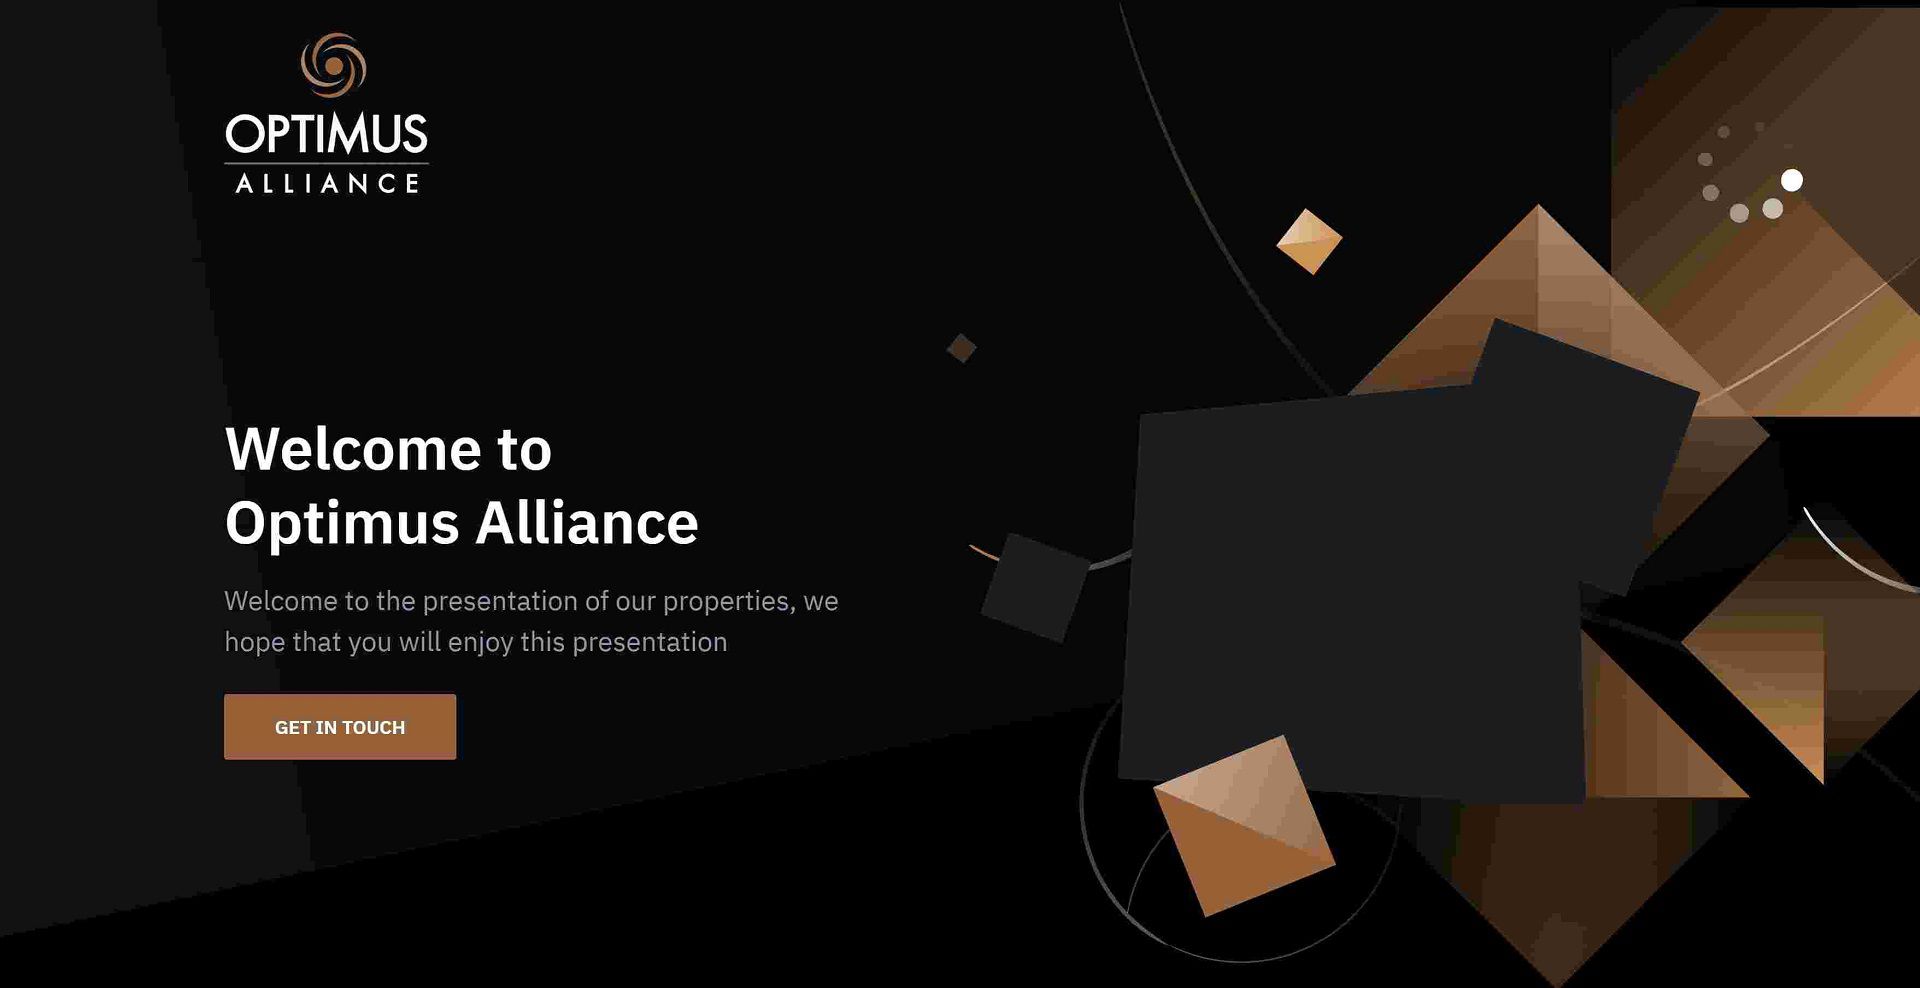 OPTIMUS
ALLIANCE
Welcome to
Optimus Alliance
Welcome to the presentation of our properties, we
hope that you will enjoy this presentation
GET IN TOUCH